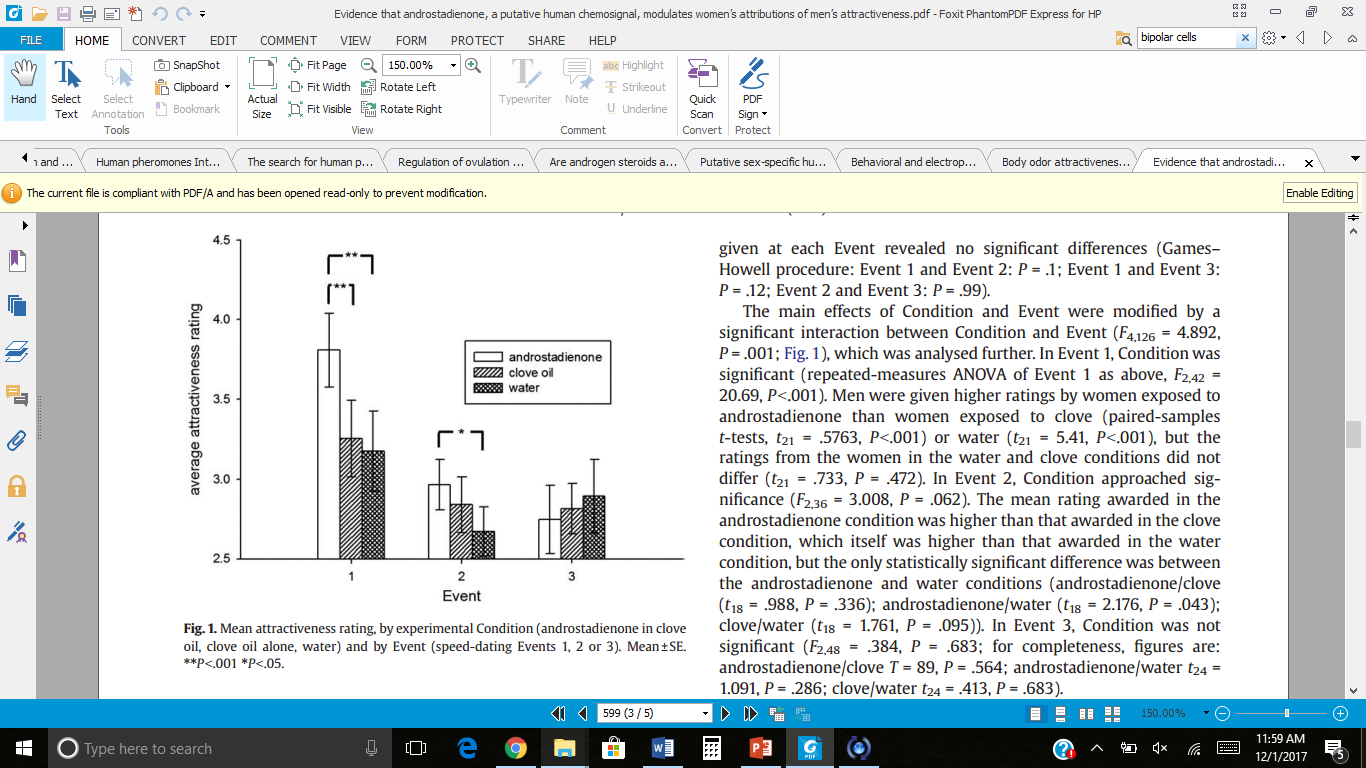 Evidence that androstadienone, a putative human chemosignal, modulates women's attributions of men's attractiveness.pdf - Foxit PhantomPDF Express for HP
FILE
HOME
CONVERT
EDIT
COMMENT
VIEW
FORM
PROTECT
SHARE
HELP
bipolar cells
Hand
Select
Text
Select
Annotation
SnapShot
Clipboard
Bookmark
Tools
Actual
Size
Fit Page
Fit Width
Fit Visible
150.00%
Rotate Left
Rotate Right
View
Typewriter
Note
Highlight
Strikeout
Underline
Comment
Quick
Scan
Convert
PDF
Sign
Protect
n and ...
Human pheromones Int...
The search for human p...
Regulation of ovulation ...
Are androgen steroids a...
Putative sex-specific hu...
Behavioral and electrop...
Body odor attractivenes...
Evidence that androstadi...
The current file is compliant with PDF/A and has been opened read-only to prevent modification.
Enable Editing
4.5
4.0
3.5
3.0
2.5
average attractiveness rating
**
**
*
androstadienone
clove oil
water
1
2
3
Event
Fig. 1. Mean attractiveness rating, by experimental Condition (androstadienone in clove
oil, clove oil alone, water) and by Event (speed-dating Events 1, 2 or 3). Mean±SE.
**P<.001 *P<.05.
given at each Event revealed no significant differences (Games–
Howell procedure: Event 1 and Event 2: P = .1; Event 1 and Event 3:
P = .12; Event 2 and Event 3: P = .99).
The main effects of Condition and Event were modified by a
significant interaction between Condition and Event (F4,126 = 4.892,
P = .001; Fig. 1), which was analysed further. In Event 1, Condition was
significant (repeated-measures ANOVA of Event 1 as above, F2,42 =
20.69, P<.001). Men were given higher ratings by women exposed to
androstadienone than women exposed to clove (paired-samples
t-tests, t21 = .5763, P<.001) or water (t21 = 5.41, P<.001), but the
ratings from the women in the water and clove conditions did not
differ (t21 = .733, P = .472). In Event 2, Condition approached sig-
nificance (F2,36 = 3.008, P = .062). The mean rating awarded in the
androstadienone condition was higher than that awarded in the clove
condition, which itself was higher than that awarded in the water
condition, but the only statistically significant difference was between
the androstadienone and water conditions (androstadienone/clove
(t18 = .988, P = .336); androstadienone/water (t18 = 2.176, P = .043);
clove/water (t18 = 1.761, P = .095)). In Event 3, Condition was not
significant (F2,48 = .384, P = .683; for completeness, figures are:
androstadienone/clove T = 89, P = .564; androstadienone/water t24 =
1.091, P = .286; clove/water t24 = .413, P = .683).
599 (3 / 5)
150.00%
Type here to search
11:59 AM
12/1/2017
5